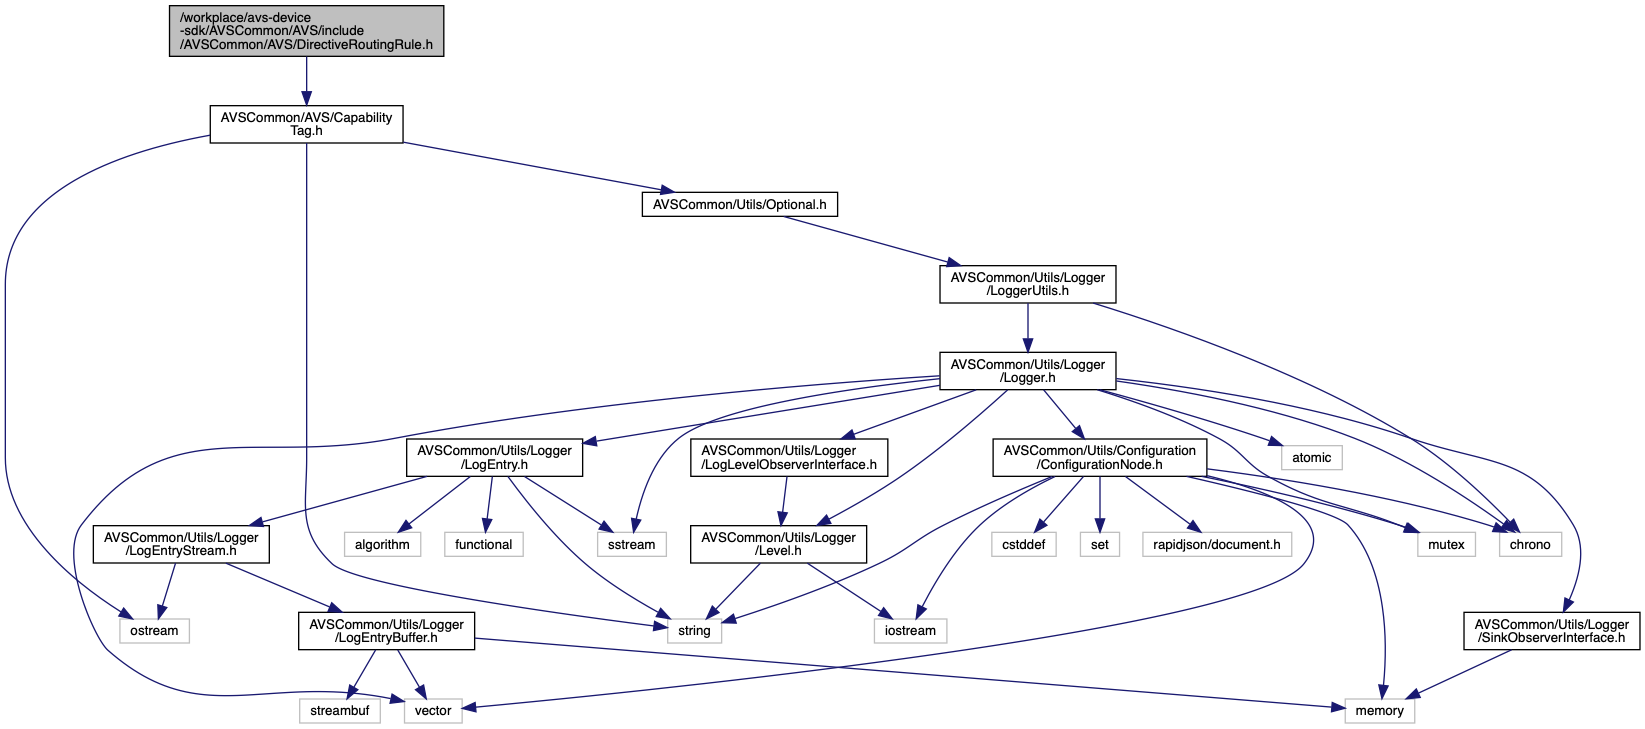 /workplace/avs-device
-sdk/AVSCommon/AVS/include
/AVSCommon/AVS/DirectiveRoutingRule.h
AVSCommon/AVS/Capability
Tag.h
AVSCommon/Utils/Optional.h
AVSCommon/Utils/Logger
/LoggerUtils.h
AVSCommon/Utils/Logger
/Logger.h
AVSCommon/Utils/Logger
/LogEntry.h
AVSCommon/Utils/Logger
/LogLevelObserverInterface.h
AVSCommon/Utils/Configuration
/ConfigurationNode.h
atomic
AVSCommon/Utils/Logger
/LogEntryStream.h
algorithm
functional
sstream
AVSCommon/Utils/Logger
/Level.h
cstddef
set
rapidjson/document.h
mutex
chrono
ostream
AVSCommon/Utils/Logger
/LogEntryBuffer.h
string
iostream
AVSCommon/Utils/Logger
/SinkObserverInterface.h
streambuf
vector
memory